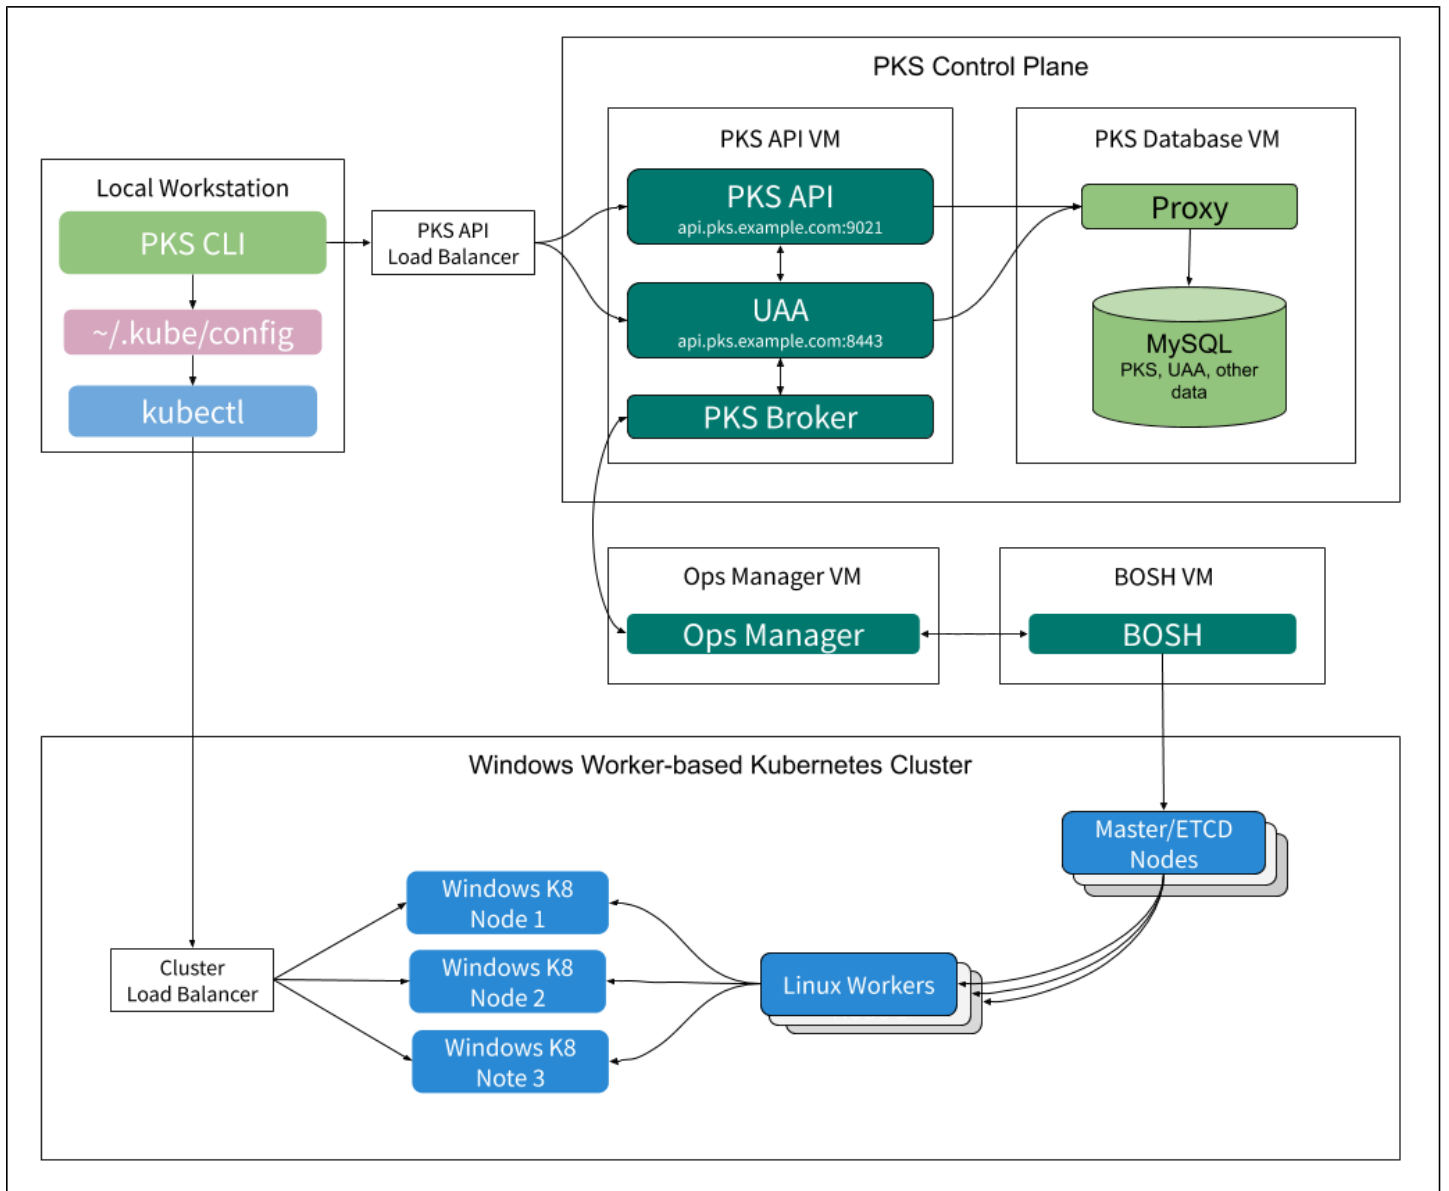 PKS Control Plane
PKS API VM
PKS Database VM
Local Workstation
PKS CLI
~/.kube/config
kubectl
PKS API
Load Balancer
PKS API
api.pks.example.com:9021
UAA
api.pks.example.com:8443
PKS Broker
Proxy
MySQL
PKS, UAA, other
data
Ops Manager VM
Ops Manager
BOSH VM
BOSH
Windows Worker-based Kubernetes Cluster
Master/ETCD
Nodes
Windows K8
Node 1
Windows K8
Node 2
Windows K8
Note 3
Cluster
Load Balancer
Linux Workers